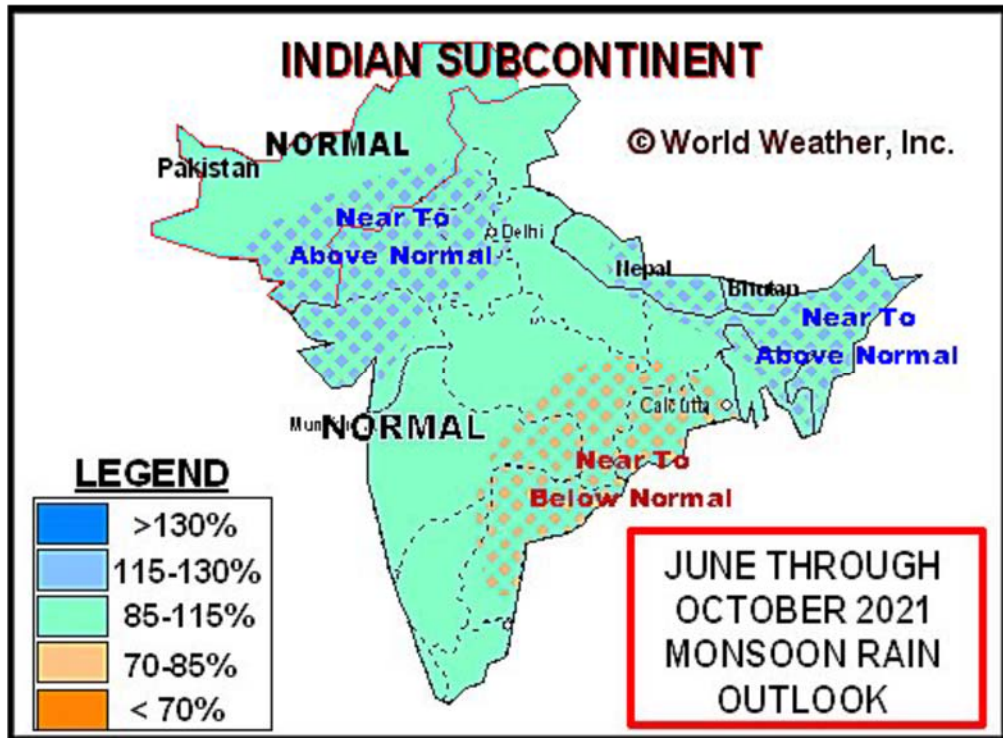 INDIAN SUBCONTINENT
© World Weather, Inc.
NORMAL
Pakistan
Near To
Above Normal
Delhi
Nepal
Bhutan
Near To
Above Normal
Calcutta
NORMAL
Near To
Below Normal
LEGEND
>130%
115-130%
85-115%
70-85%
< 70%
JUNE THROUGH
OCTOBER 2021
MONSOON RAIN
OUTLOOK